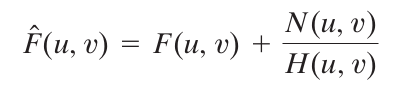 F̂(u, v) = F(u, v) + N(u, v) / H(u, v)